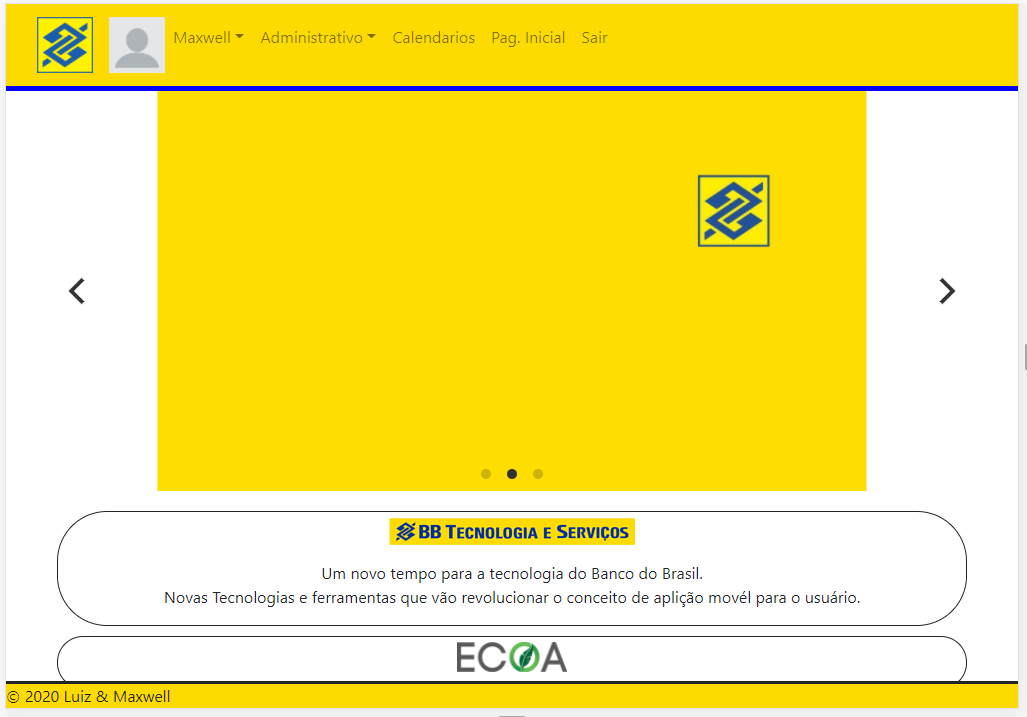 Maxwell Administrativo Calendarios Pag. Inicial Sair
BB TECNOLOGIA E SERVIÇOS
Um novo tempo para a tecnologia do Banco do Brasil.
Novas Tecnologias e ferramentas que vão revolucionar o conceito de aplição movél para o usuário.
ECOA
© 2020 Luiz & Maxwell